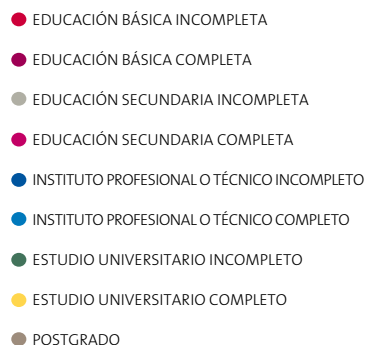 EDUCACIÓN BÁSICA INCOMPLETA
EDUCACIÓN BÁSICA COMPLETA
EDUCACIÓN SECUNDARIA INCOMPLETA
EDUCACIÓN SECUNDARIA COMPLETA
INSTITUTO PROFESIONAL O TÉCNICO INCOMPLETO
INSTITUTO PROFESIONAL O TÉCNICO COMPLETO
ESTUDIO UNIVERSITARIO INCOMPLETO
ESTUDIO UNIVERSITARIO COMPLETO
POSTGRADO